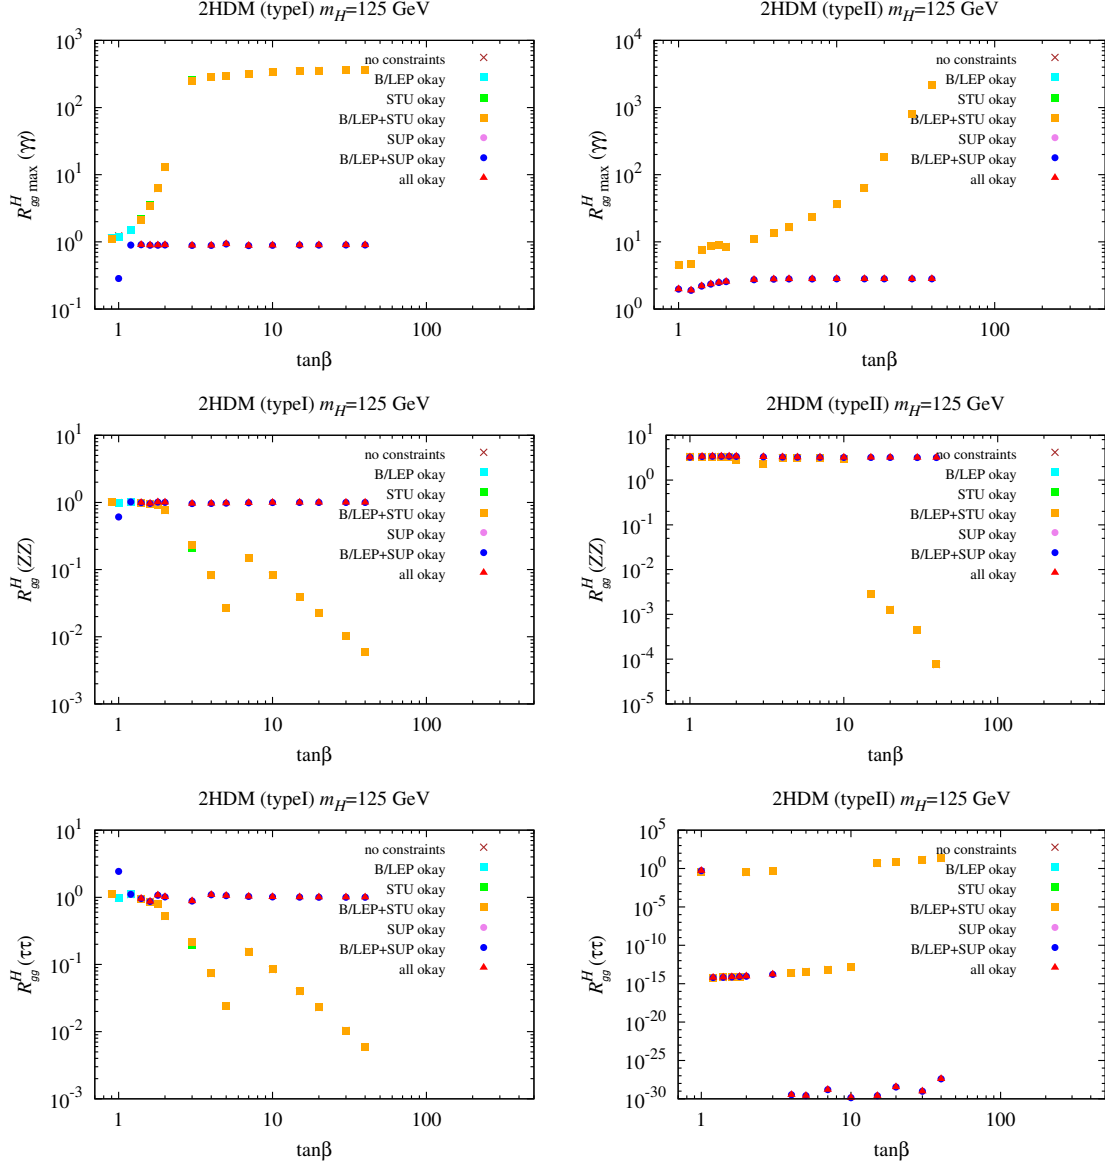 2HDM (typeI) m_H=125 GeV
R^H_gg max (γγ)
10^3
10^2
10^1
10^0
10^-1
no constraints
B/LEP okay
STU okay
B/LEP+STU okay
SUP okay
B/LEP+SUP okay
all okay
1 10 100
tanβ
2HDM (typeII) m_H=125 GeV
R^H_gg max (γγ)
10^4
10^3
10^2
10^1
10^0
no constraints
B/LEP okay
STU okay
B/LEP+STU okay
SUP okay
B/LEP+SUP okay
all okay
1 10 100
tanβ
2HDM (typeI) m_H=125 GeV
R^H_gg (ZZ)
10^1
10^0
10^-1
10^-2
10^-3
no constraints
B/LEP okay
STU okay
B/LEP+STU okay
SUP okay
B/LEP+SUP okay
all okay
1 10 100
tanβ
2HDM (typeII) m_H=125 GeV
R^H_gg (ZZ)
10^1
10^0
10^-1
10^-2
10^-3
10^-4
10^-5
no constraints
B/LEP okay
STU okay
B/LEP+STU okay
SUP okay
B/LEP+SUP okay
all okay
1 10 100
tanβ
2HDM (typeI) m_H=125 GeV
R^H_gg (ττ)
10^1
10^0
10^-1
10^-2
10^-3
no constraints
B/LEP okay
STU okay
B/LEP+STU okay
SUP okay
B/LEP+SUP okay
all okay
1 10 100
tanβ
2HDM (typeII) m_H=125 GeV
R^H_gg (ττ)
10^5
10^0
10^-5
10^-10
10^-15
10^-20
10^-25
10^-30
no constraints
B/LEP okay
STU okay
B/LEP+STU okay
SUP okay
B/LEP+SUP okay
all okay
1 10 100
tanβ